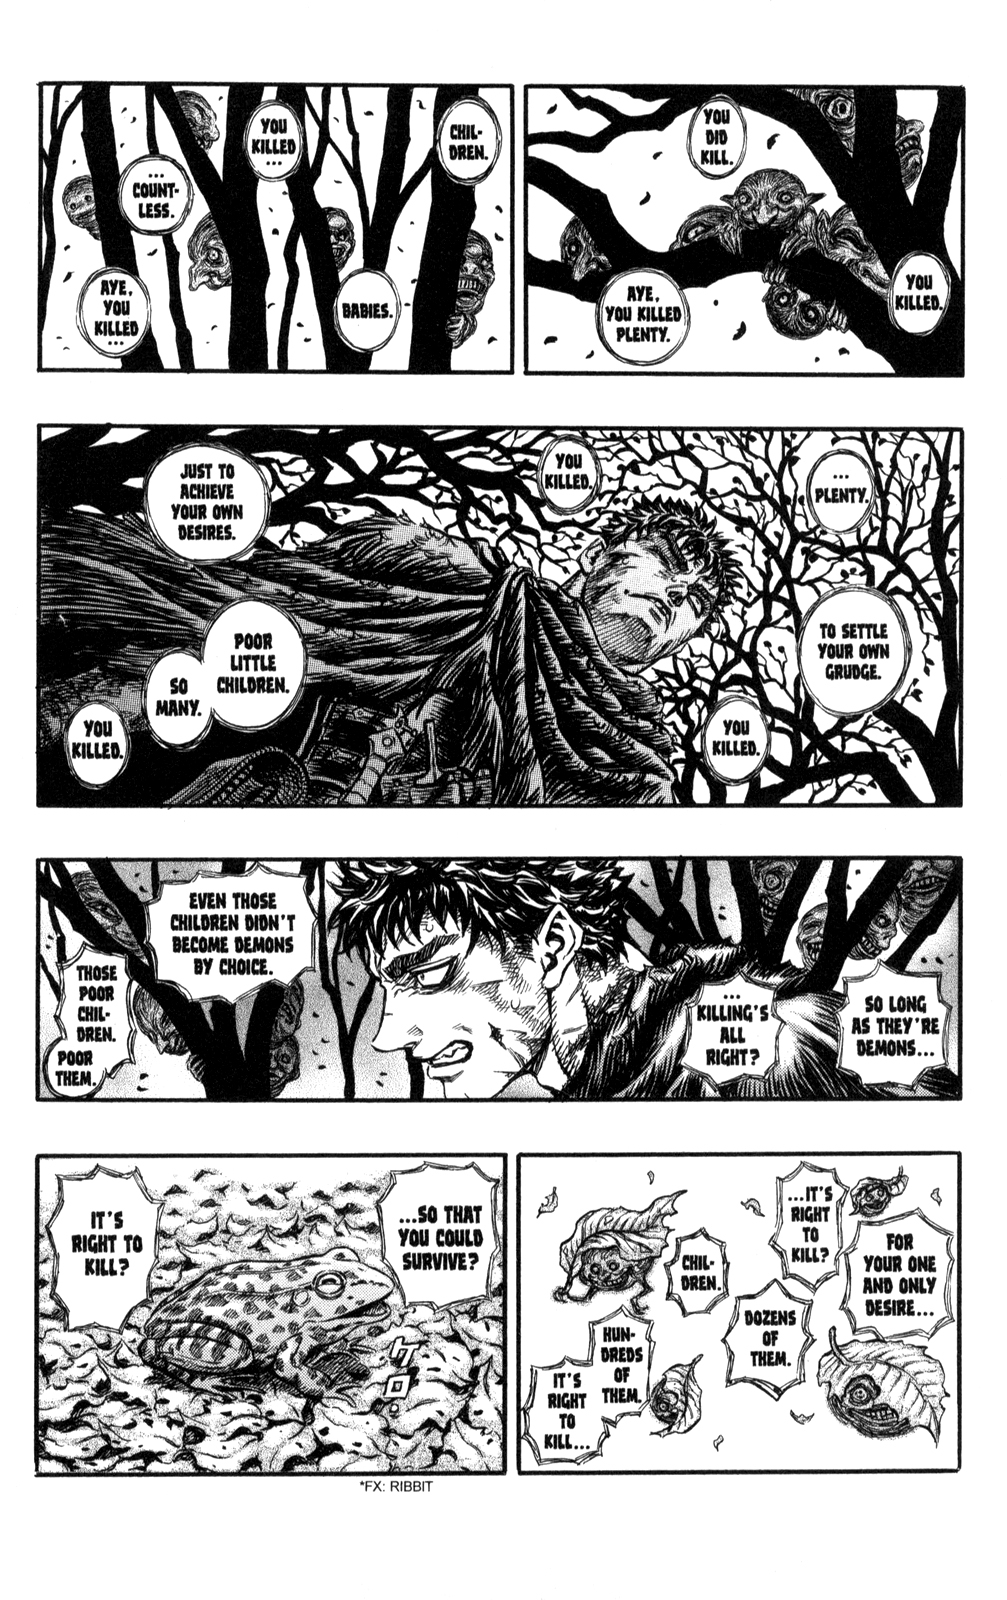 YOU
DID
KILL.
YOU
KILLED.
AYE,
YOU KILLED
PLENTY.
CHIL-
DREN.
YOU
KILLED
...
BABIES.
...
COUNT-
LESS.
AYE,
YOU
KILLED
...
...
PLENTY.
TO SETTLE
YOUR OWN
GRUDGE.
YOU
KILLED.
YOU
KILLED.
JUST TO
ACHIEVE
YOUR OWN
DESIRES.
POOR
LITTLE
CHILDREN.
SO
MANY.
YOU
KILLED.
SO LONG
AS THEY'RE
DEMONS...
...
KILLING'S
ALL
RIGHT?
EVEN THOSE
CHILDREN DIDN'T
BECOME DEMONS
BY CHOICE.
THOSE
POOR
CHIL-
DREN.
POOR
THEM.
FOR
YOUR ONE
AND ONLY
DESIRE...
...IT'S
RIGHT
TO
KILL?
CHIL-
DREN.
DOZENS
OF
THEM.
HUN-
DREDS
OF
THEM.
IT'S
RIGHT
TO
KILL...
...SO THAT
YOU COULD
SURVIVE?
IT'S
RIGHT TO
KILL?
ケロ
*FX: RIBBIT